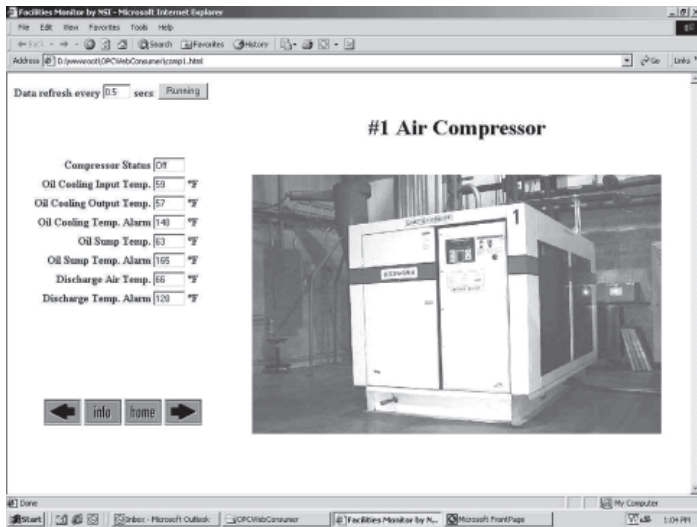 Facilities Monitor by NSI - Microsoft Internet Explorer
File Edit View Favorites Tools Help
Back Search Favorites History
Address D:\wwwroot\OPCWebConsumer\comp1.html Go Links
Data refresh every 0.5 secs Running
#1 Air Compressor
Compressor Status Off
Oil Cooling Input Temp. 59 °F
Oil Cooling Output Temp. 57 °F
Oil Cooling Temp. Alarm 140 °F
Oil Sump Temp. 63 °F
Oil Sump Temp. Alarm 165 °F
Discharge Air Temp. 66 °F
Discharge Temp. Alarm 120 °F
1
info home
Done My Computer
Start Inbox - Microsoft Outlook OPCWebConsumer Facilities Monitor by N... Microsoft FrontPage 1:04 PM